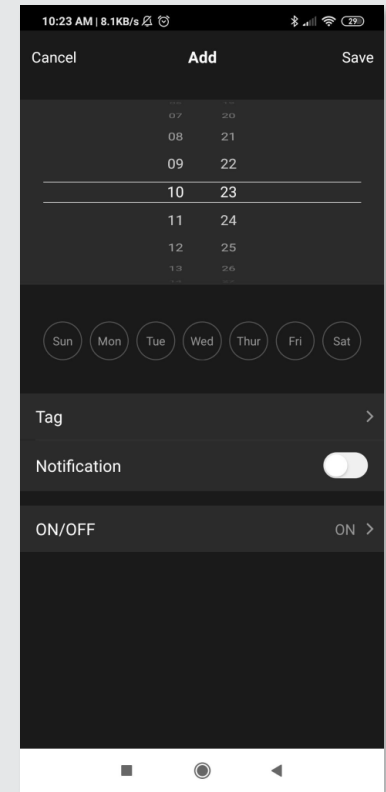 10:23 AM | 8.1KB/s 29
Cancel Add Save
07 20
08 21
09 22
10 23
11 24
12 25
13 26
Sun Mon Tue Wed Thur Fri Sat
Tag
Notification
ON/OFF ON